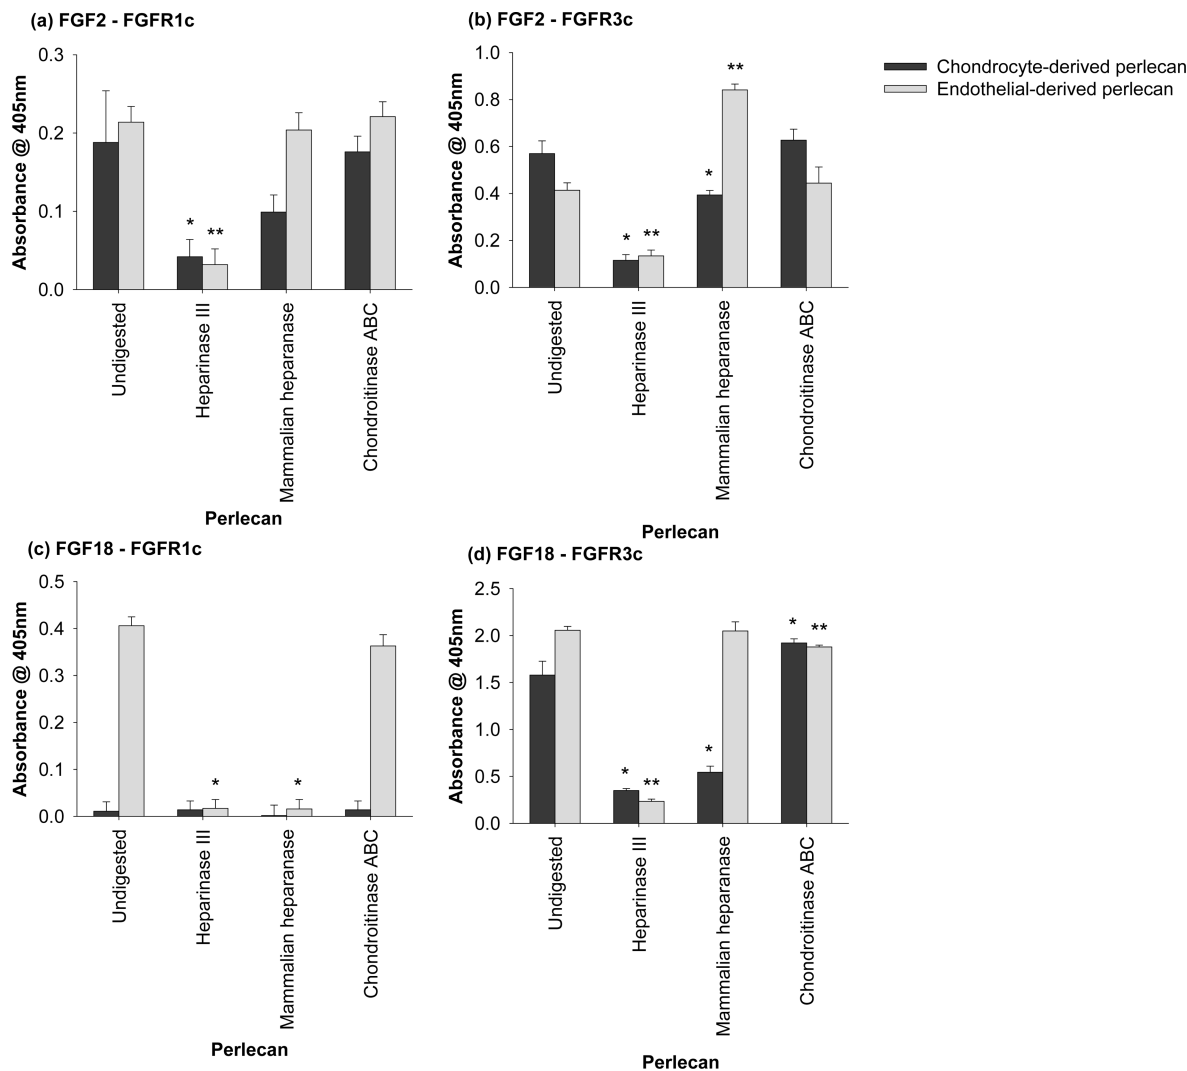 (a) FGF2 - FGFR1c
0.3
0.2
0.1
0.0
Absorbance @ 405nm
*
**
Undigested
Heparinase III
Mammalian heparanase
Chondroitinase ABC
Perlecan
(b) FGF2 - FGFR3c
1.0
0.8
0.6
0.4
0.2
0.0
Absorbance @ 405nm
*
**
*
**
Undigested
Heparinase III
Mammalian heparanase
Chondroitinase ABC
Perlecan
Chondrocyte-derived perlecan
Endothelial-derived perlecan
(c) FGF18 - FGFR1c
0.5
0.4
0.3
0.2
0.1
0.0
Absorbance @ 405nm
*
*
Undigested
Heparinase III
Mammalian heparanase
Chondroitinase ABC
Perlecan
(d) FGF18 - FGFR3c
2.5
2.0
1.5
1.0
0.5
0.0
Absorbance @ 405nm
*
**
*
*
**
Undigested
Heparinase III
Mammalian heparanase
Chondroitinase ABC
Perlecan